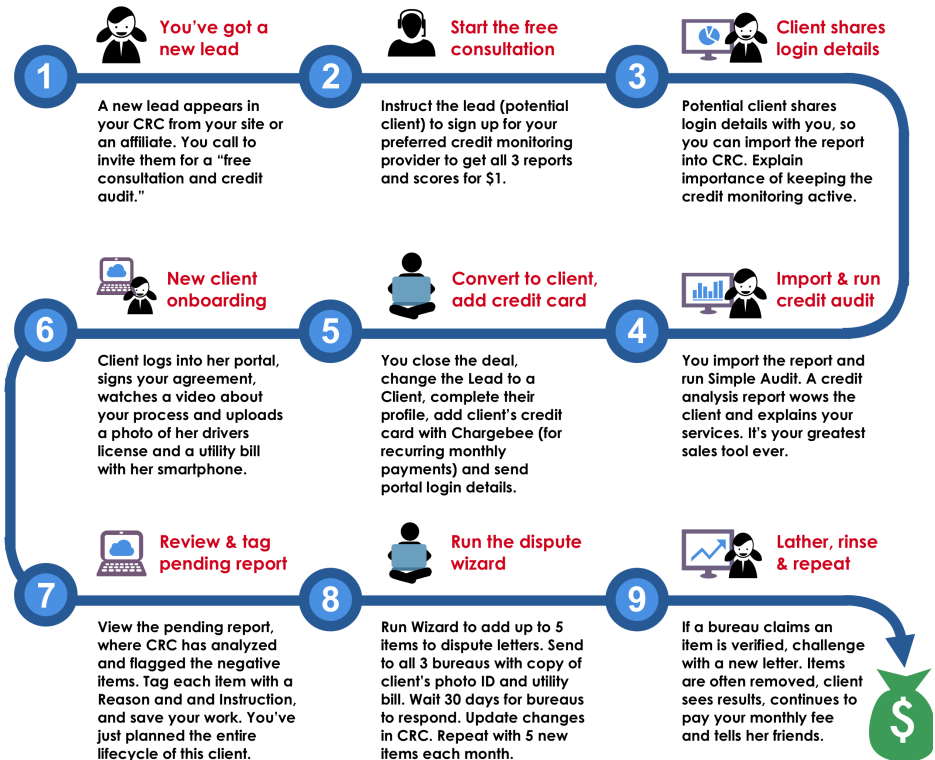 You've got a
new lead
1
A new lead appears in
your CRC from your site or
an affiliate. You call to
invite them for a “free
consultation and credit
audit.”
Start the free
consultation
2
Instruct the lead (potential
client) to sign up for your
preferred credit monitoring
provider to get all 3 reports
and scores for $1.
Client shares
login details
3
Potential client shares
login details with you, so
you can import the report
into CRC. Explain
importance of keeping the
credit monitoring active.
Import & run
credit audit
4
You import the report and
run Simple Audit. A credit
analysis report wows the
client and explains your
services. It's your greatest
sales tool ever.
Convert to client,
add credit card
5
You close the deal,
change the Lead to a
Client, complete their
profile, add client's credit
card with Chargebee (for
recurring monthly
payments) and send
portal login details.
New client
onboarding
6
Client logs into her portal,
signs your agreement,
watches a video about
your process and uploads
a photo of her drivers
license and a utility bill
with her smartphone.
Review & tag
pending report
7
View the pending report,
where CRC has analyzed
and flagged the negative
items. Tag each item with a
Reason and and Instruction,
and save your work. You've
just planned the entire
lifecycle of this client.
Run the dispute
wizard
8
Run Wizard to add up to 5
items to dispute letters. Send
to all 3 bureaus with copy of
client's photo ID and utility
bill. Wait 30 days for bureaus
to respond. Update changes
in CRC. Repeat with 5 new
items each month.
Lather, rinse
& repeat
9
If a bureau claims an
item is verified, challenge
with a new letter. Items
are often removed, client
sees results, continues to
pay your monthly fee
and tells her friends.
$